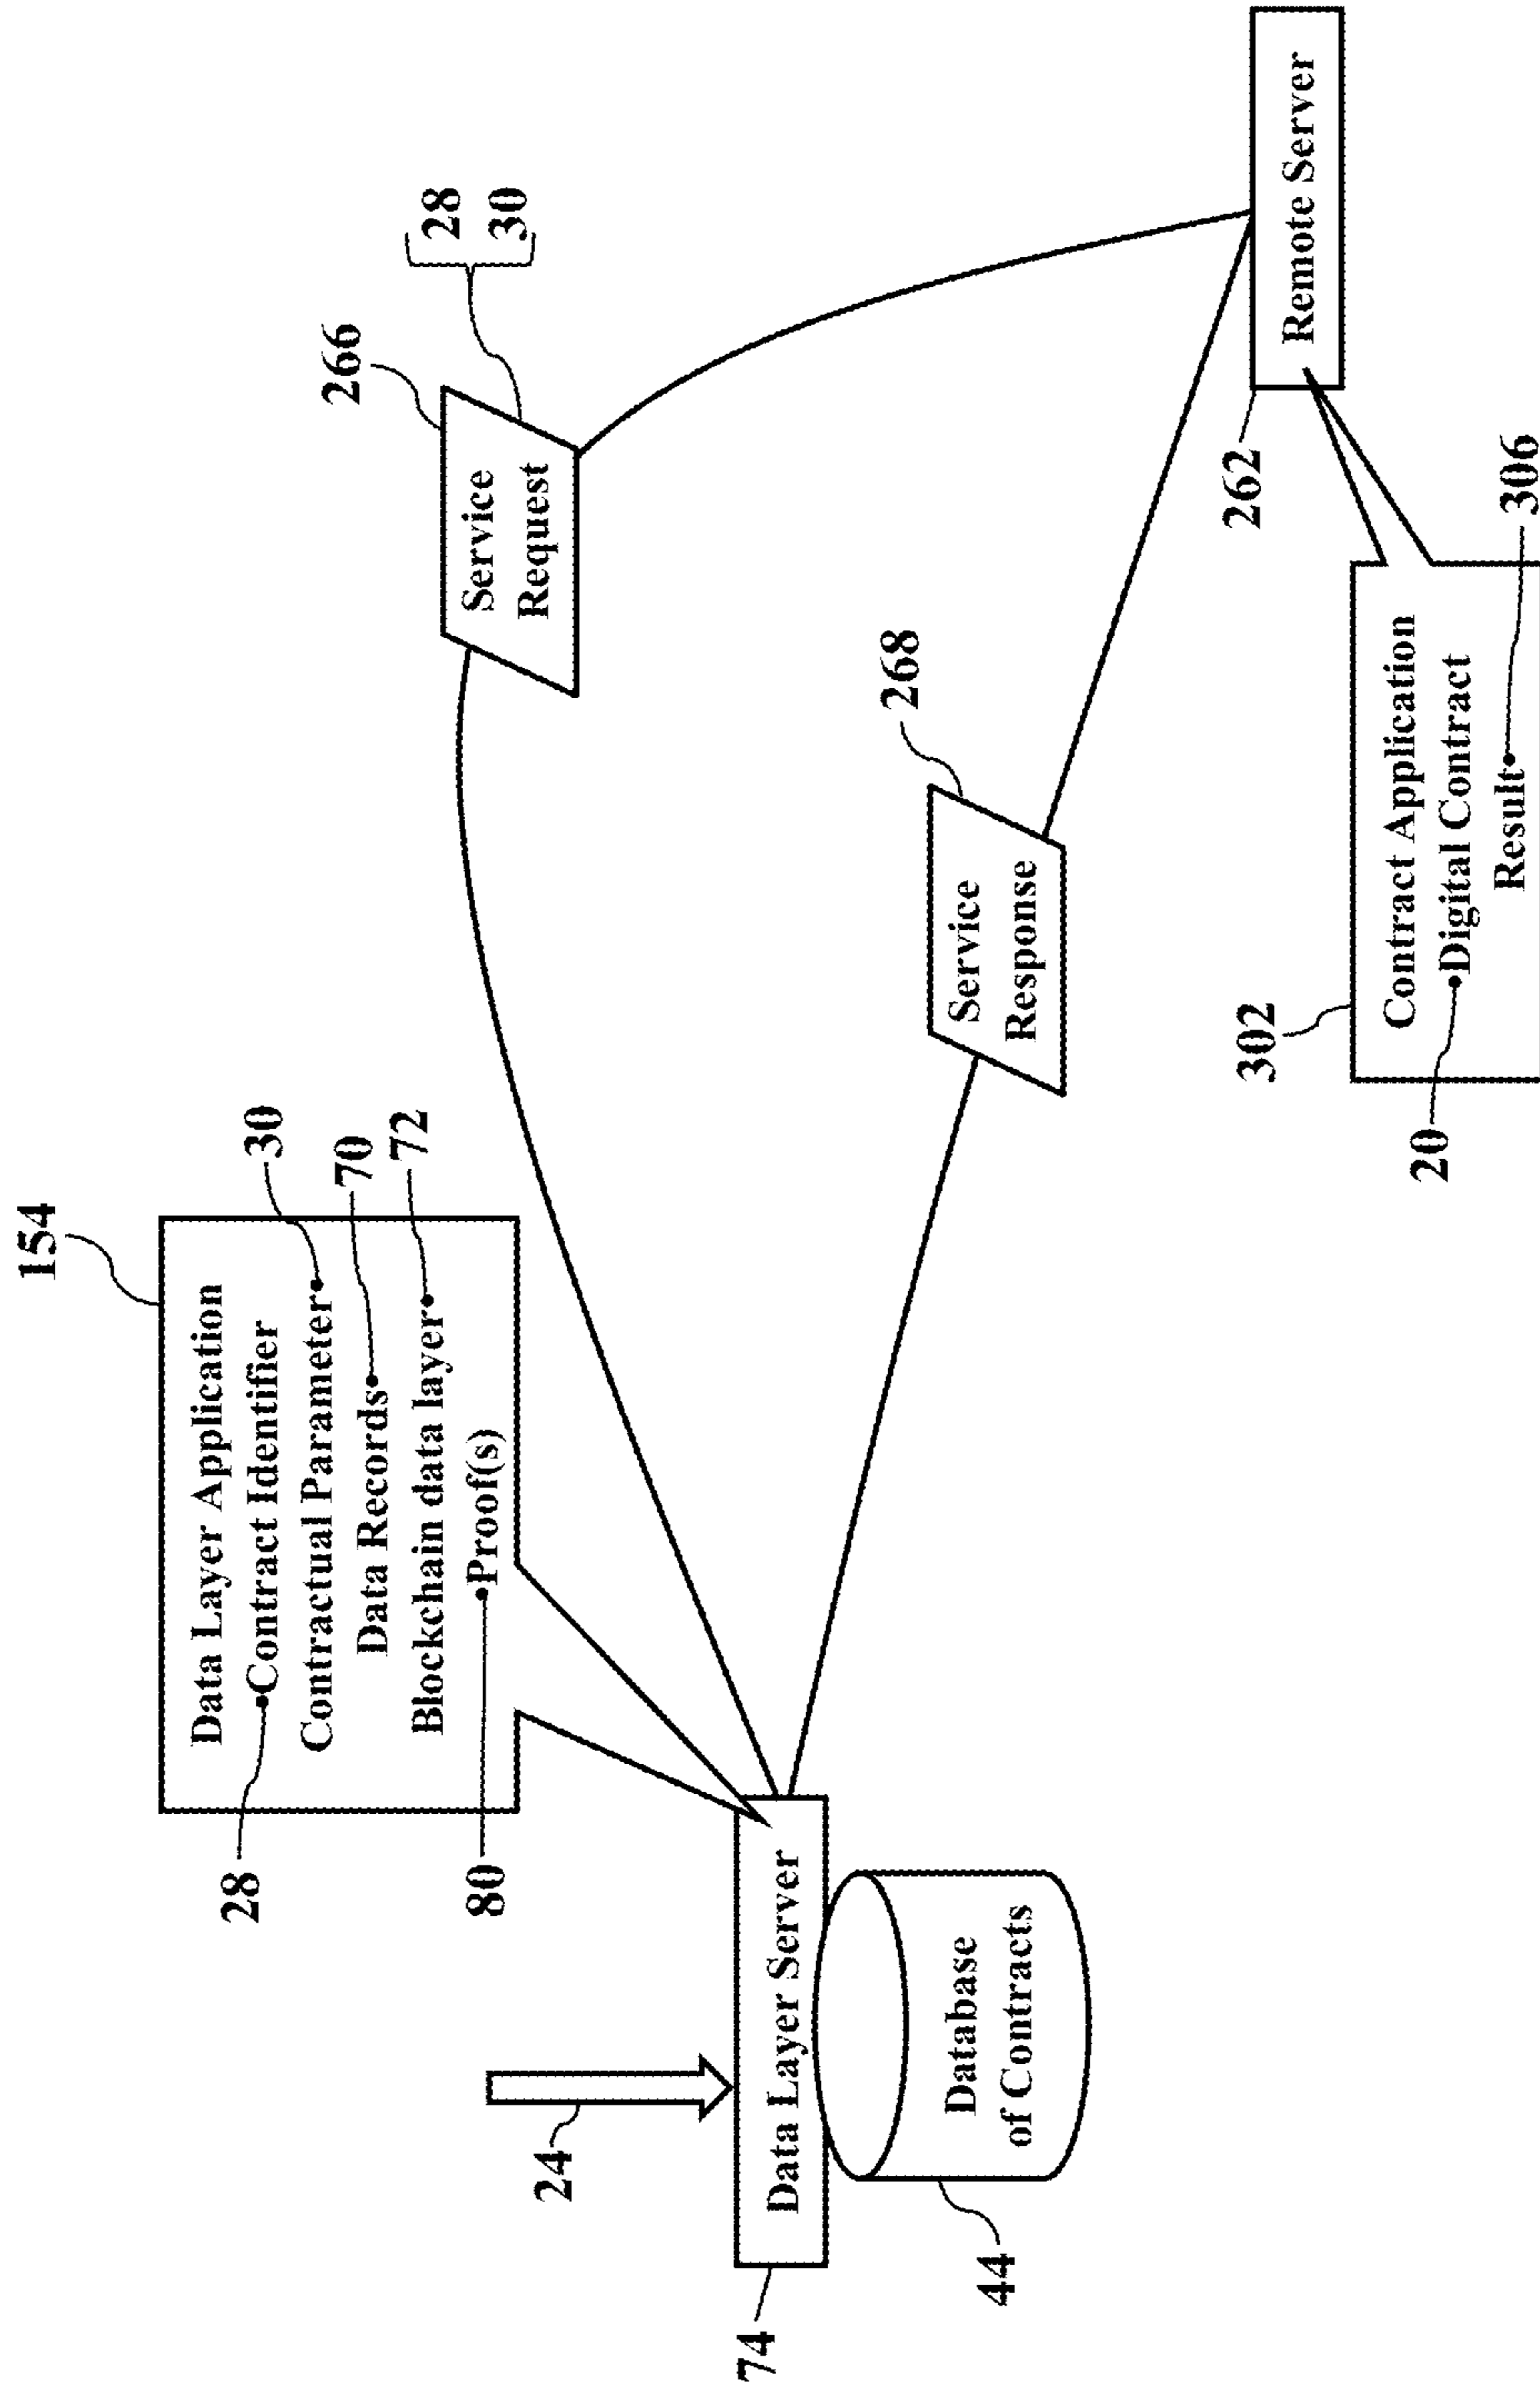 154
Data Layer Application
28
Contract Identifier
Contractual Parameter
30
Data Records
70
Blockchain data layer
72
80
Proof(s)
24
74
Data Layer Server
Database
of Contracts
44
266
Service
Request
28
30
268
Service
Response
262
Remote Server
302
Contract Application
20
Digital Contract
Result
306